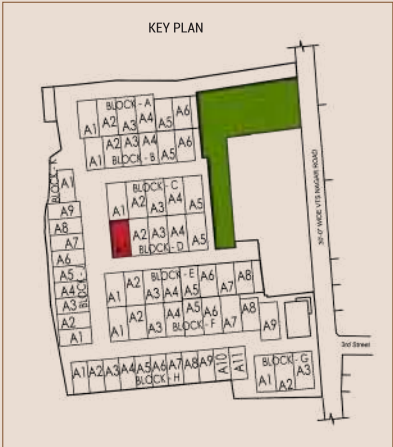 KEY PLAN
BLOCK - A
A1 A2 A3 A4 A5 A6
A1 A2 A3 A4 A5 A6
BLOCK - B
BLOCK -
A1
BLOCK - C
A1 A2 A3 A4 A5
A2 A3 A4 A5
BLOCK - D
A9
A8
A7
A6
A5
A4
A3
A2
A1
BLOCK -
BLOCK - E
A1 A2 A3 A4 A5 A6 A7 A8
A1 A2 A3 A4 A5 A6 A7 A8 A9
BLOCK - F
A1 A2 A3 A4 A5 A6 A7 A8 A9 A10 A11
BLOCK - H
BLOCK - G
A1 A2 A3
30'-0" WIDE VTS NAGAR ROAD
3rd Street